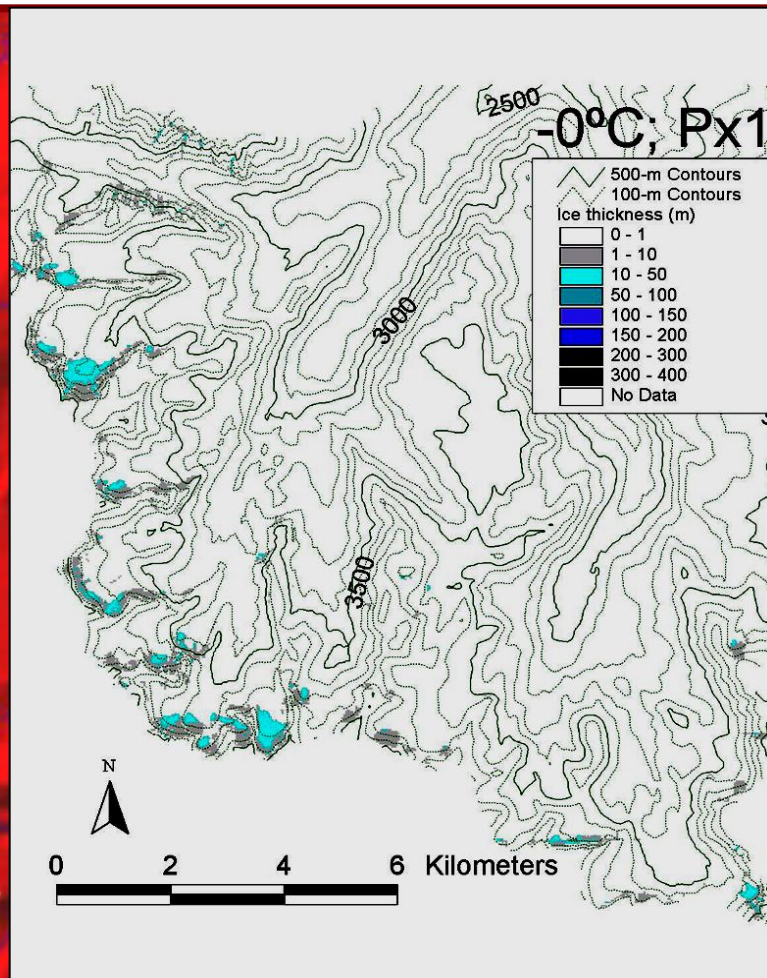 2500
-0ºC; Px1
500-m Contours
100-m Contours
Ice thickness (m)
0 - 1
1 - 10
10 - 50
50 - 100
100 - 150
150 - 200
200 - 300
300 - 400
No Data
3000
3500
N
0 2 4 6 Kilometers